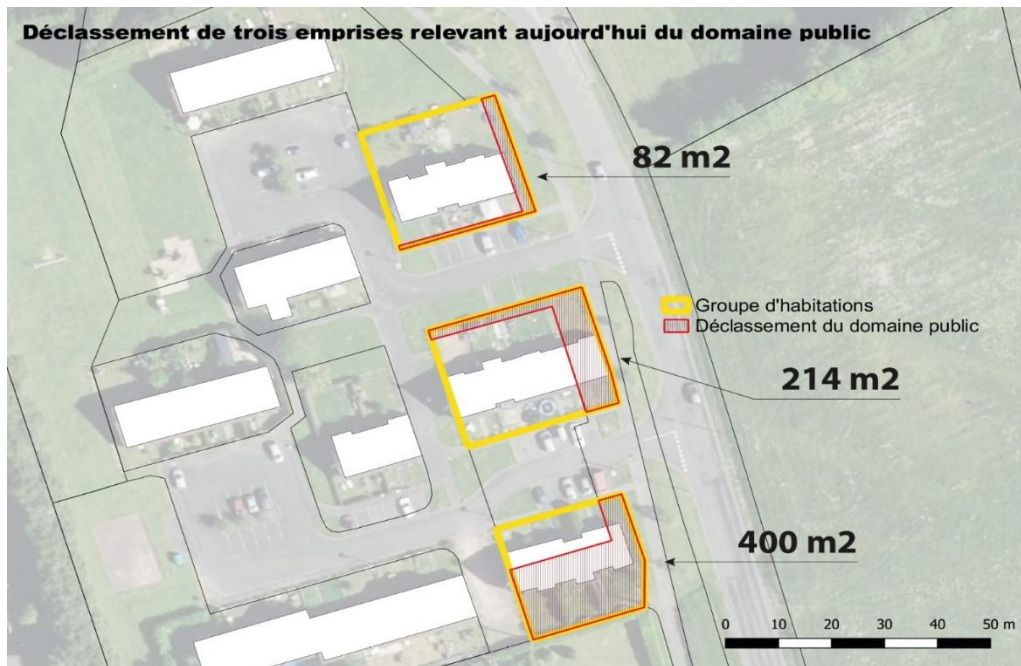 Déclassement de trois emprises relevant aujourd'hui du domaine public
82 m2
Groupe d'habitations
Déclassement du domaine public
214 m2
400 m2
0 10 20 30 40 50 m